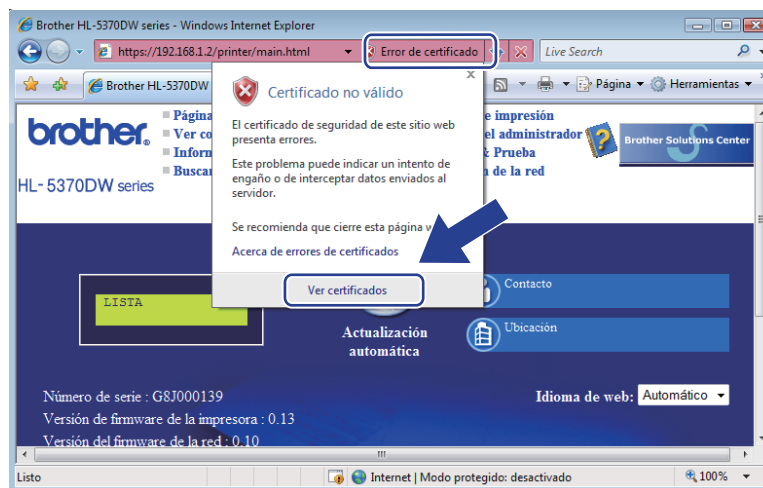 Brother HL-5370DW series - Windows Internet Explorer
https://192.168.1.2/printer/main.html
Error de certificado
Live Search
Brother HL-5370DW
Página
Herramientas
Certificado no válido
El certificado de seguridad de este sitio web
presenta errores.
Este problema puede indicar un intento de
engaño o de interceptar datos enviados al
servidor.
Se recomienda que cierre esta página
Acerca de errores de certificados
Ver certificados
brother®
HL-5370DW series
Página
Ver
Buscar
impresión
administrador
Prueba
de la red
Brother Solutions Center
LISTA
Actualización
automática
Contacto
Ubicación
Número de serie : G8J000139
Versión de firmware de la impresora : 0.13
Versión del firmware de la red : 0.10
Idioma de web: Automático
Listo
Internet | Modo protegido: desactivado
100%